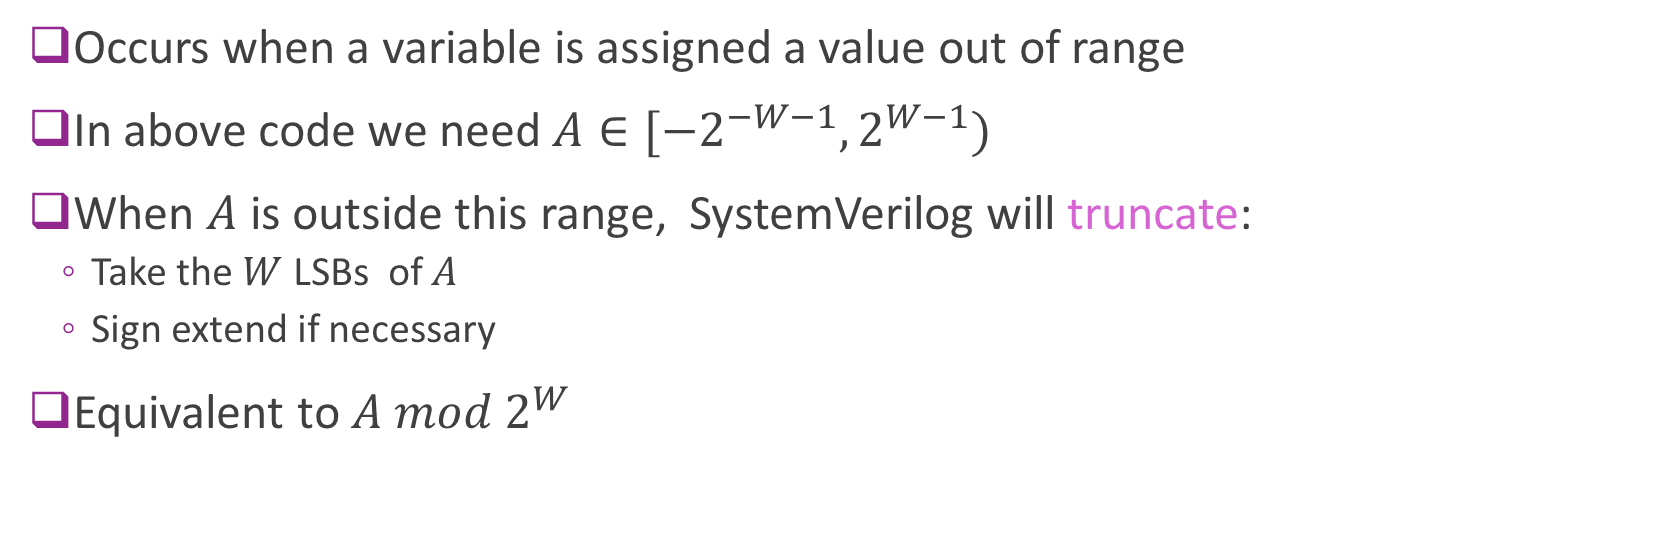 ❑Occurs when a variable is assigned a value out of range
❑In above code we need 𝐴 ∈ [−2^{−𝑊−1}, 2^{𝑊−1})
❑When 𝐴 is outside this range, SystemVerilog will truncate:
◦ Take the 𝑊 LSBs of 𝐴
◦ Sign extend if necessary
❑Equivalent to 𝐴 𝑚𝑜𝑑 2^𝑊